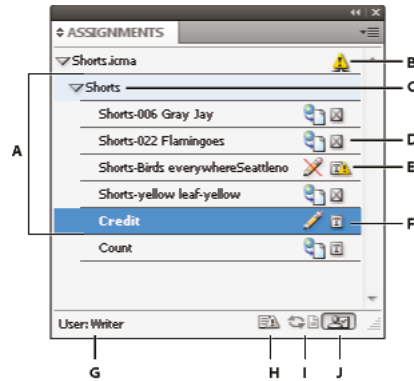 ASSIGNMENTS
Shorts.icma
B
Shorts
C
Shorts-006 Gray Jay
Shorts-022 Flamingoes
D
A
Shorts-Birds everywhereSeattleno
E
Shorts-yellow leaf-yellow
Credit
F
Count
User: Writer
G
H
I
J